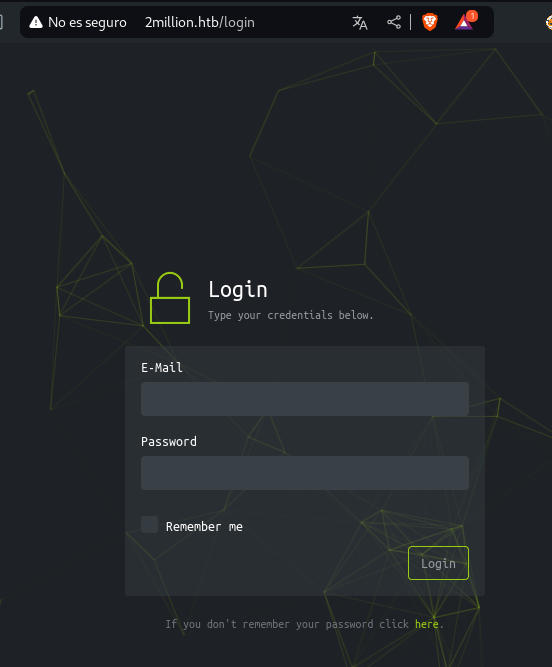 No es seguro 2million.htb/login
1
Login
Type your credentials below.
E-Mail
Password
Remember me
Login
If you don't remember your password click here.